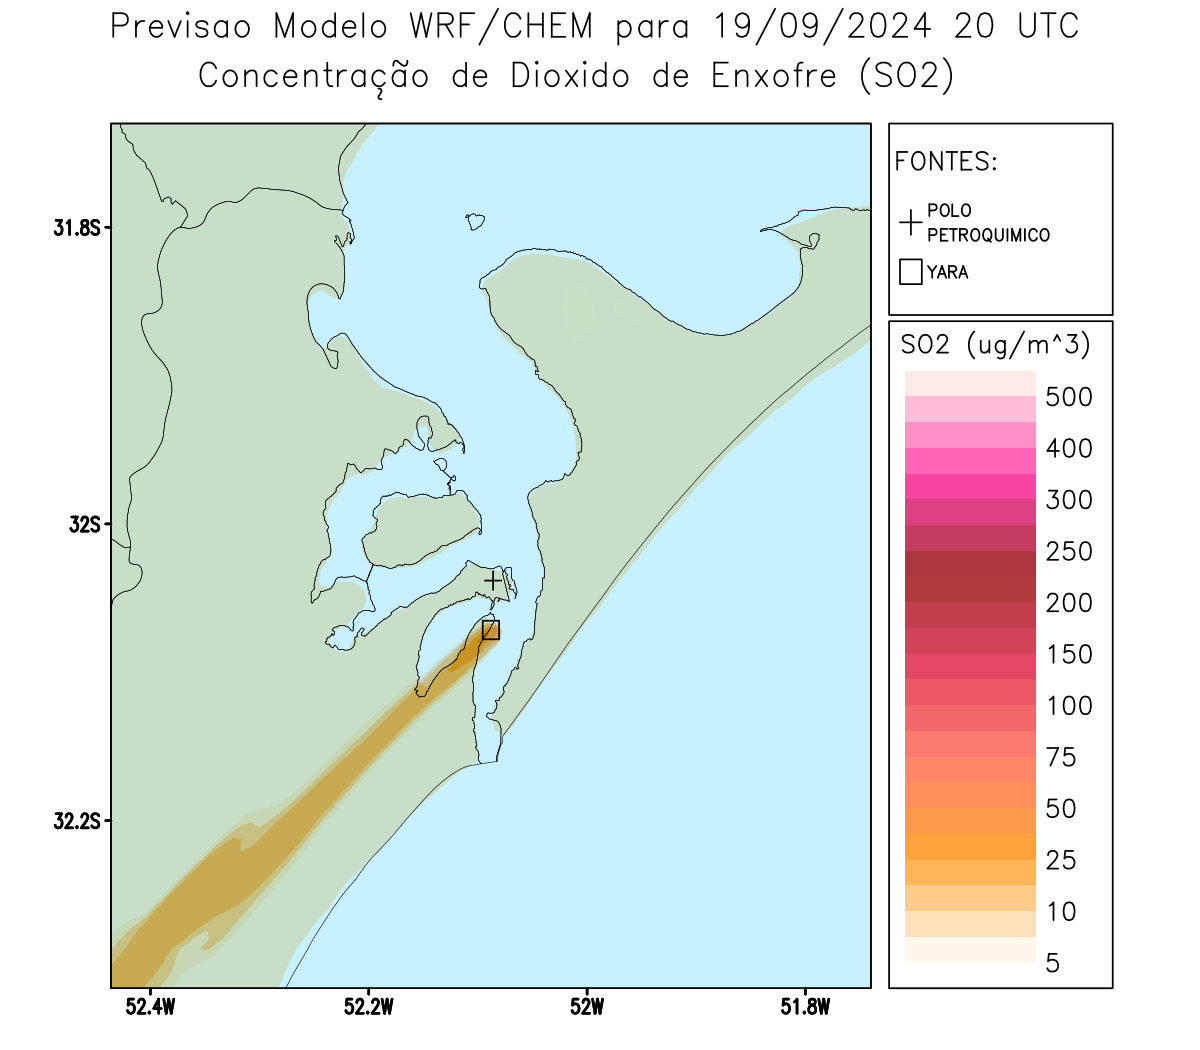 Previsao Modelo WRF/CHEM para 19/09/2024 20 UTC
Concentração de Dioxido de Enxofre (SO2)
FONTES:
POLO
PETROQUIMICO
YARA
31.8S
32S
32.2S
52.4W
52.2W
52W
51.8W
SO2 (ug/m^3)
500
400
300
250
200
150
100
75
50
25
10
5